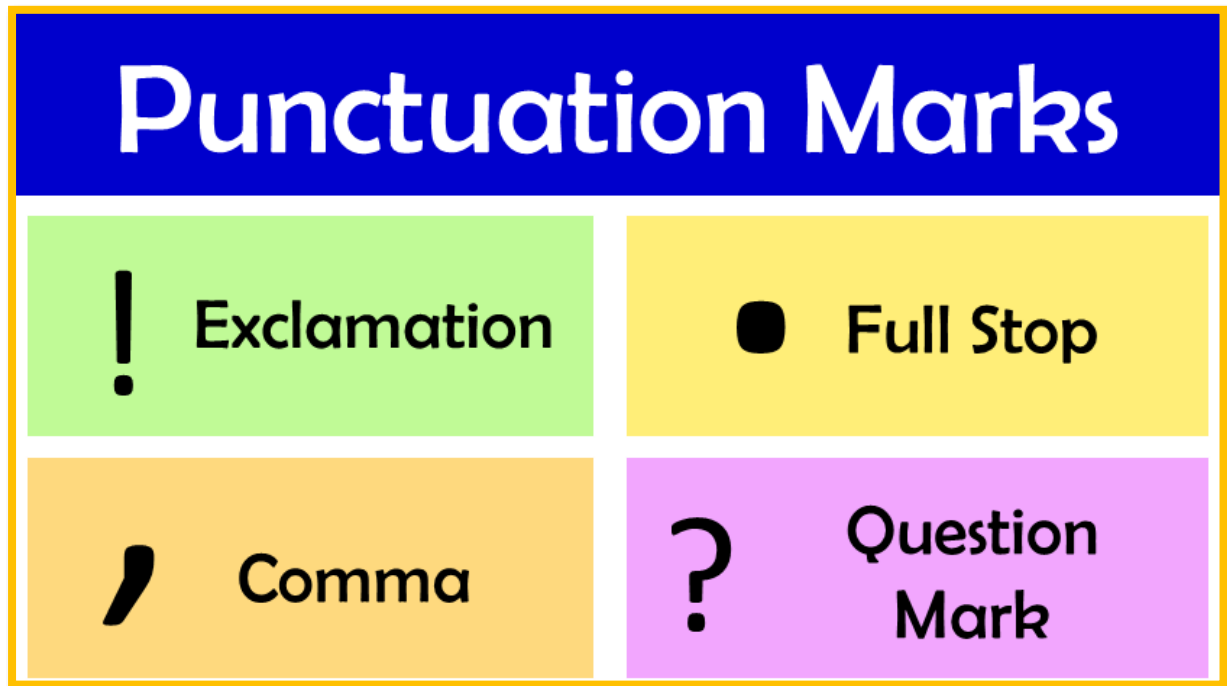 Punctuation Marks
! Exclamation
. Full Stop
, Comma
? Question
Mark